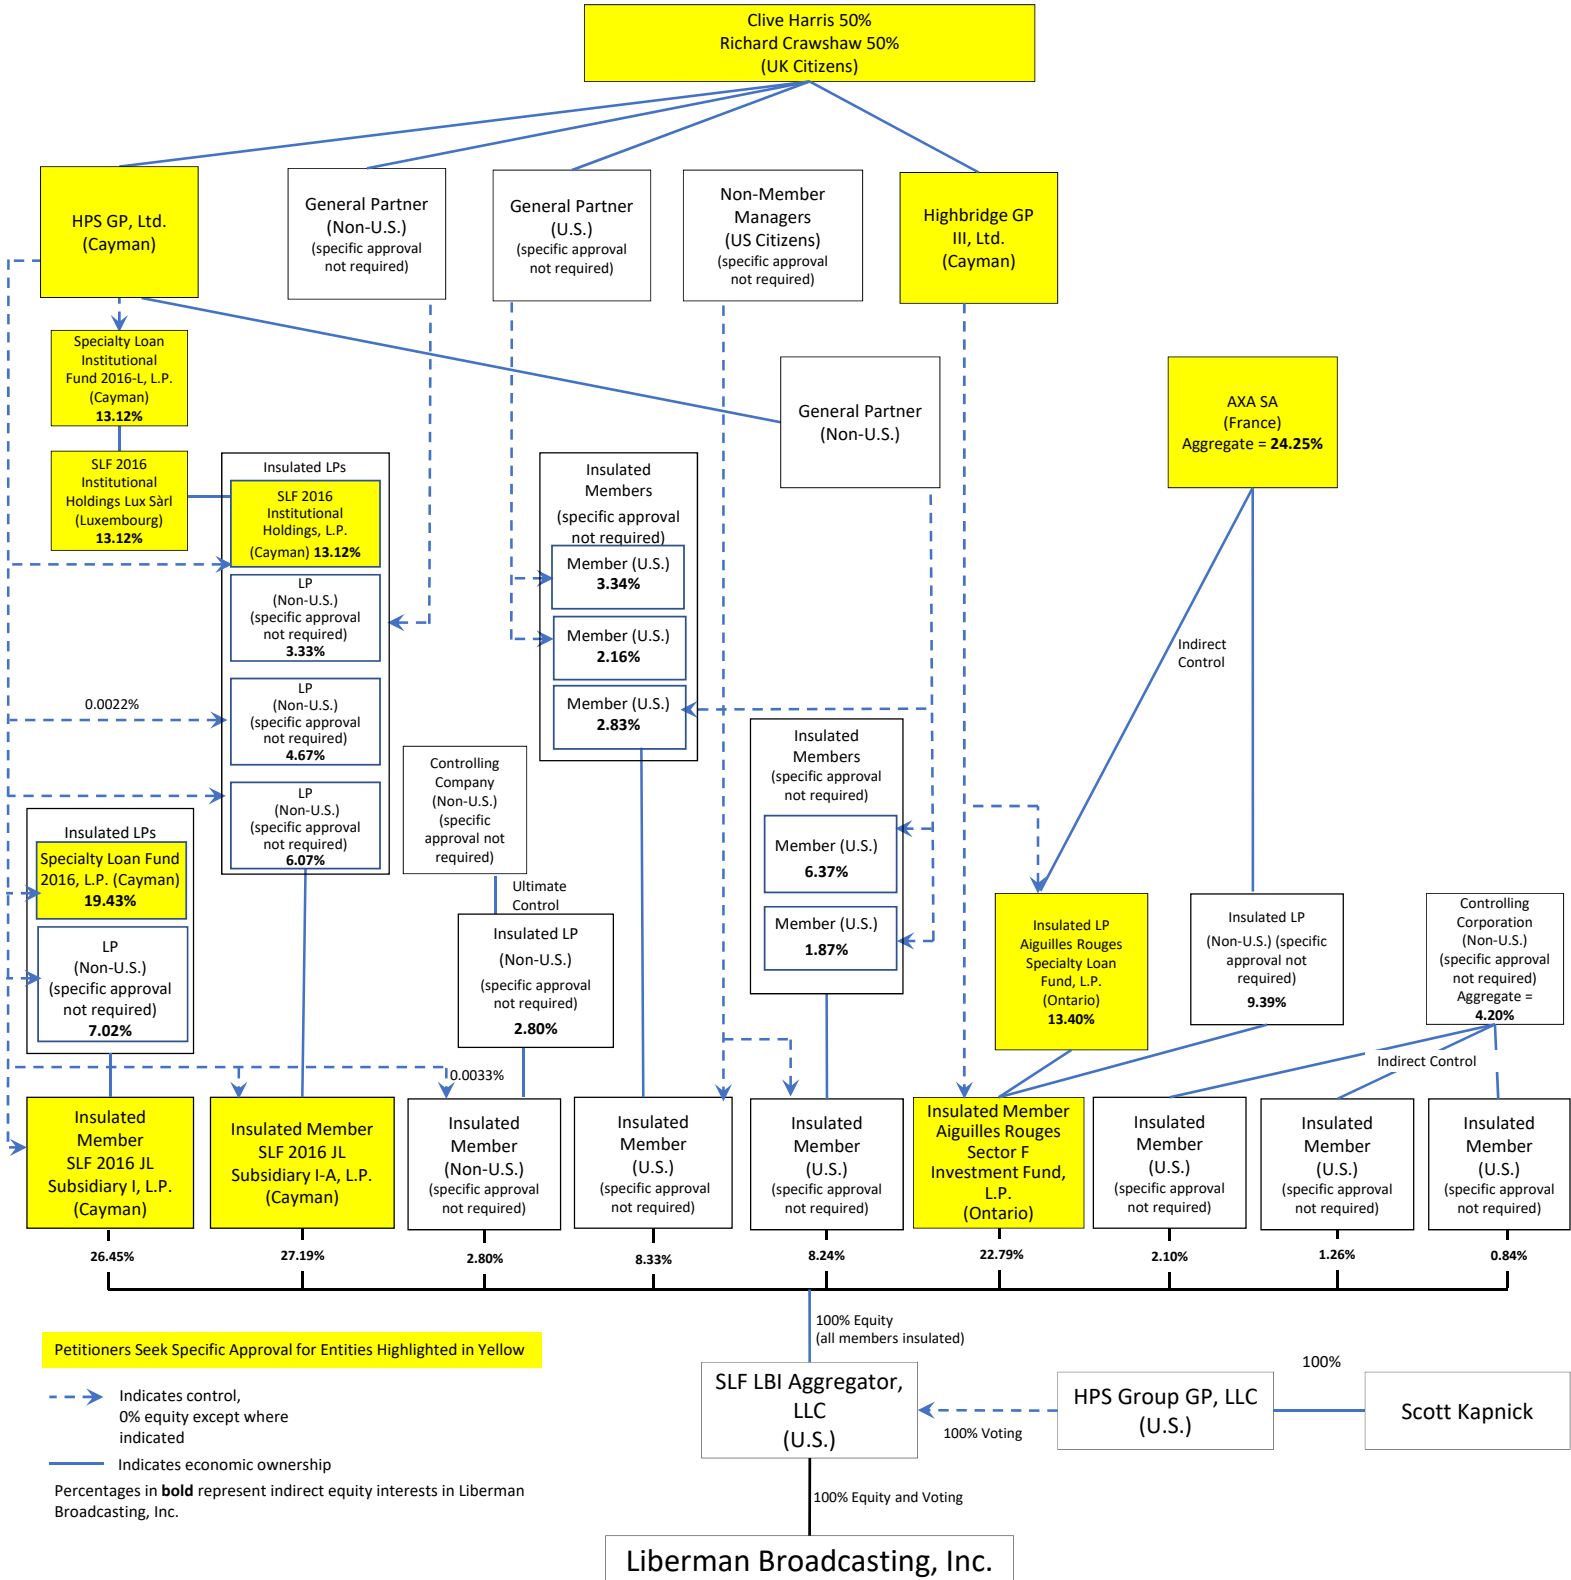 Clive Harris 50%
Richard Crawshaw 50%
(UK Citizens)
HPS GP, Ltd.
(Cayman)
General Partner
(Non-U.S.)
(specific approval
not required)
General Partner
(U.S.)
(specific approval
not required)
Non-Member
Managers
(US Citizens)
(specific approval
not required)
Highbridge GP
III, Ltd.
(Cayman)
Specialty Loan
Institutional
Fund 2016-L, L.P.
(Cayman)
13.12%
General Partner
(Non-U.S.)
AXA SA
(France)
Aggregate = 24.25%
SLF 2016
Institutional
Holdings Lux Sàrl
(Luxembourg)
13.12%
Insulated LPs
SLF 2016
Institutional
Holdings, L.P.
(Cayman) 13.12%
LP
(Non-U.S.)
(specific approval
not required)
3.33%
LP
(Non-U.S.)
(specific approval
not required)
4.67%
LP
(Non-U.S.)
(specific approval
not required)
6.07%
0.0022%
Insulated
Members
(specific approval
not required)
Member (U.S.)
3.34%
Member (U.S.)
2.16%
Member (U.S.)
2.83%
Indirect
Control
Controlling
Company
(Non-U.S.)
(specific
approval not
required)
Ultimate
Control
Insulated
Members
(specific approval
not required)
Member (U.S.)
6.37%
Member (U.S.)
1.87%
Insulated LPs
Specialty Loan Fund
2016, L.P. (Cayman)
19.43%
LP
(Non-U.S.)
(specific approval
not required)
7.02%
Insulated LP
(Non-U.S.)
(specific approval
not required)
2.80%
Insulated LP
Aiguilles Rouges
Specialty Loan
Fund, L.P.
(Ontario)
13.40%
Insulated LP
(Non-U.S.) (specific
approval not
required)
9.39%
Controlling
Corporation
(Non-U.S.)
(specific approval
not required)
Aggregate =
4.20%
Indirect Control
0.0033%
Insulated
Member
SLF 2016 JL
Subsidiary I, L.P.
(Cayman)
Insulated Member
SLF 2016 JL
Subsidiary I-A, L.P.
(Cayman)
Insulated
Member
(Non-U.S.)
(specific approval
not required)
Insulated
Member
(U.S.)
(specific approval
not required)
Insulated
Member
(U.S.)
(specific approval
not required)
Insulated Member
Aiguilles Rouges
Sector F
Investment Fund,
L.P.
(Ontario)
Insulated
Member
(U.S.)
(specific approval
not required)
Insulated
Member
(U.S.)
(specific approval
not required)
Insulated
Member
(U.S.)
(specific approval
not required)
26.45%
27.19%
2.80%
8.33%
8.24%
22.79%
2.10%
1.26%
0.84%
100% Equity
(all members insulated)
Petitioners Seek Specific Approval for Entities Highlighted in Yellow
Indicates control,
0% equity except where
indicated
Indicates economic ownership
Percentages in bold represent indirect equity interests in Liberman
Broadcasting, Inc.
SLF LBI Aggregator,
LLC
(U.S.)
100% Voting
HPS Group GP, LLC
(U.S.)
100%
Scott Kapnick
100% Equity and Voting
Liberman Broadcasting, Inc.